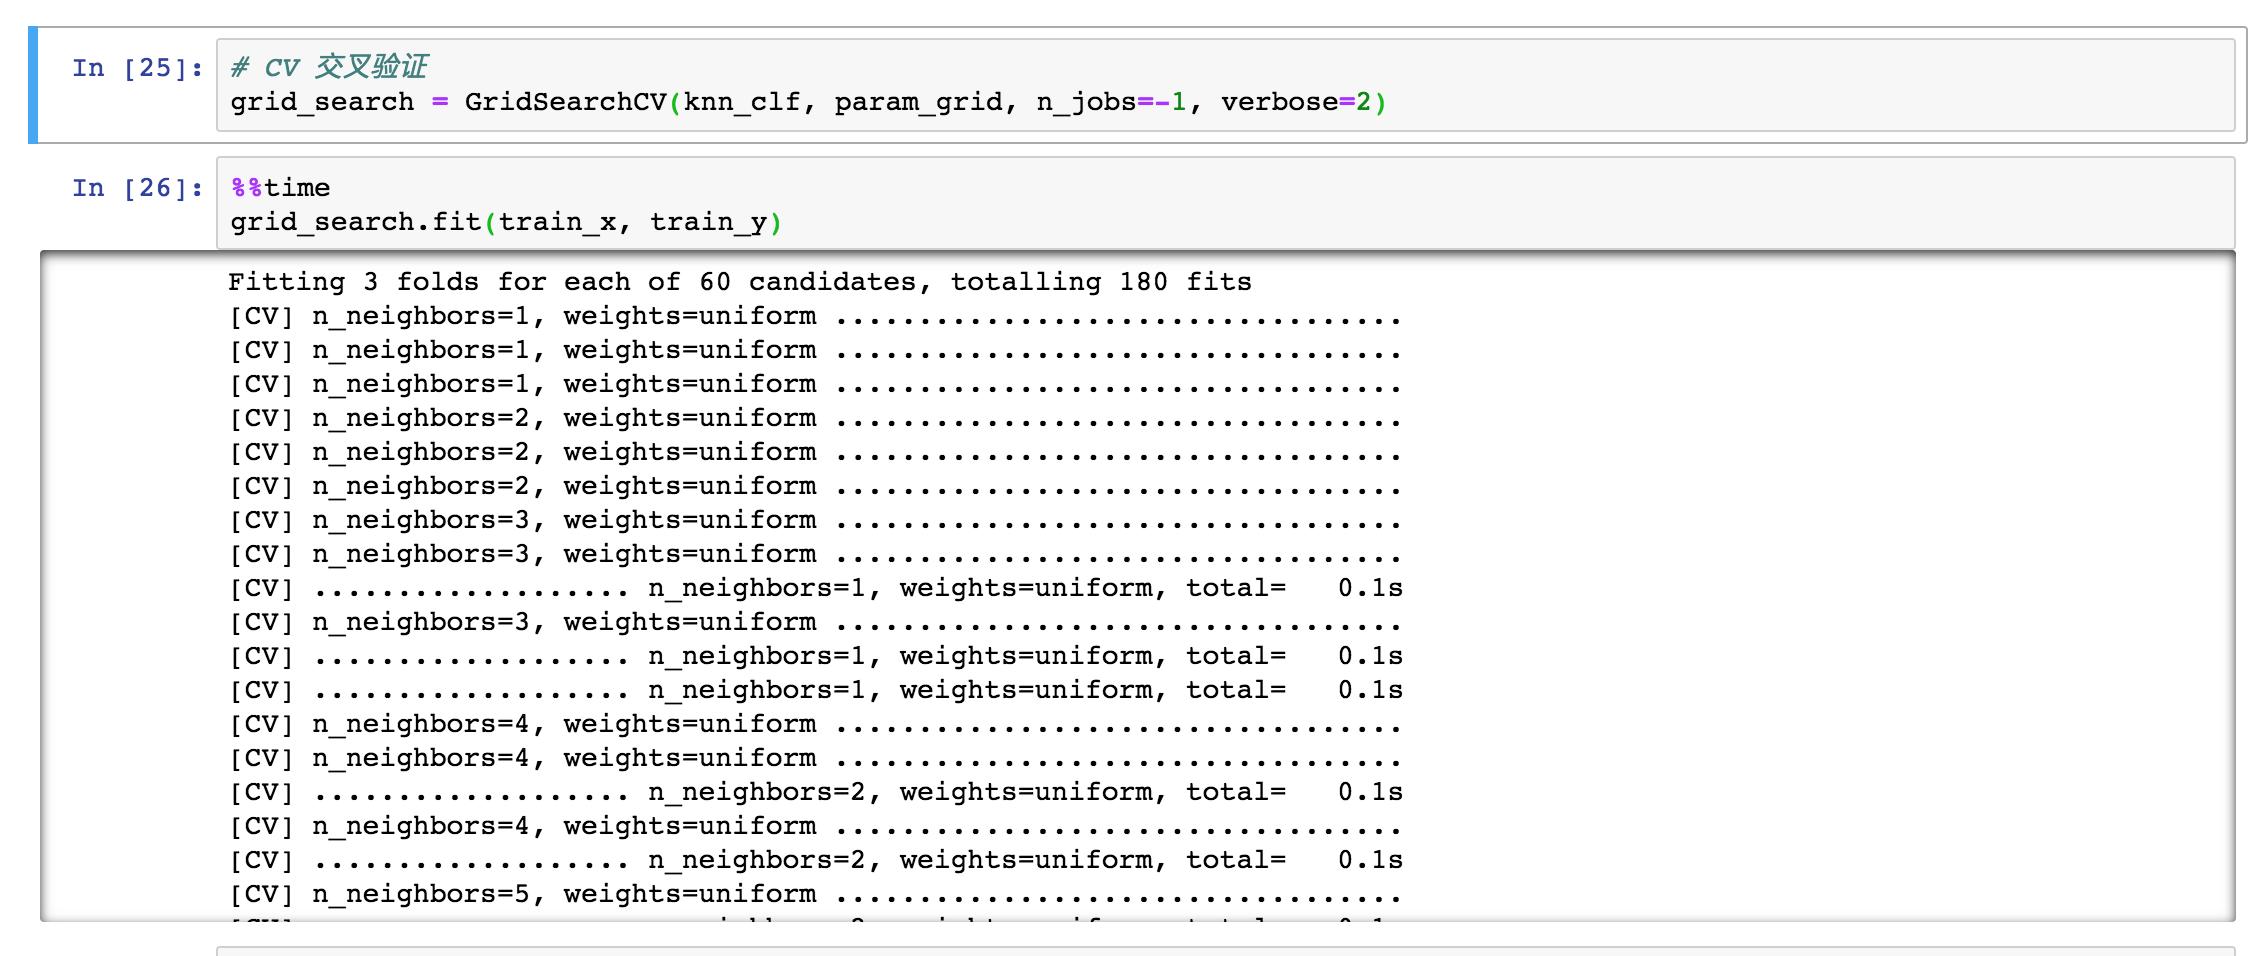 In [25]:
# CV 交叉验证
grid_search = GridSearchCV(knn_clf, param_grid, n_jobs=-1, verbose=2)
In [26]:
%%time
grid_search.fit(train_x, train_y)
Fitting 3 folds for each of 60 candidates, totalling 180 fits
[CV] n_neighbors=1, weights=uniform ..................................
[CV] n_neighbors=1, weights=uniform ..................................
[CV] n_neighbors=1, weights=uniform ..................................
[CV] n_neighbors=2, weights=uniform ..................................
[CV] n_neighbors=2, weights=uniform ..................................
[CV] n_neighbors=2, weights=uniform ..................................
[CV] n_neighbors=3, weights=uniform ..................................
[CV] n_neighbors=3, weights=uniform ..................................
[CV] ................... n_neighbors=1, weights=uniform, total=   0.1s
[CV] n_neighbors=3, weights=uniform ..................................
[CV] ................... n_neighbors=1, weights=uniform, total=   0.1s
[CV] ................... n_neighbors=1, weights=uniform, total=   0.1s
[CV] n_neighbors=4, weights=uniform ..................................
[CV] n_neighbors=4, weights=uniform ..................................
[CV] ................... n_neighbors=2, weights=uniform, total=   0.1s
[CV] n_neighbors=4, weights=uniform ..................................
[CV] ................... n_neighbors=2, weights=uniform, total=   0.1s
[CV] n_neighbors=5, weights=uniform ..................................